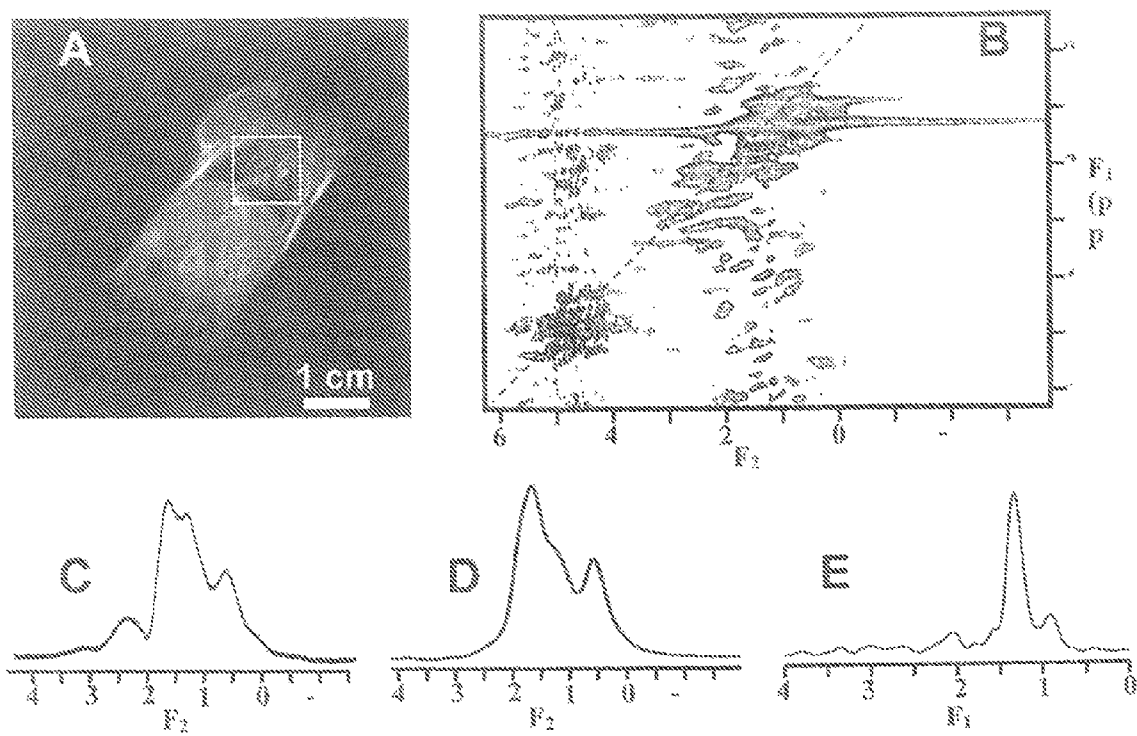 A
1 cm
B
6 4 2 0 -
F₂
F₁
(p
p
C
4 3 2 1 0 -
F₂
D
4 3 2 1 0 -
F₂
E
4 3 2 1 0
F₁